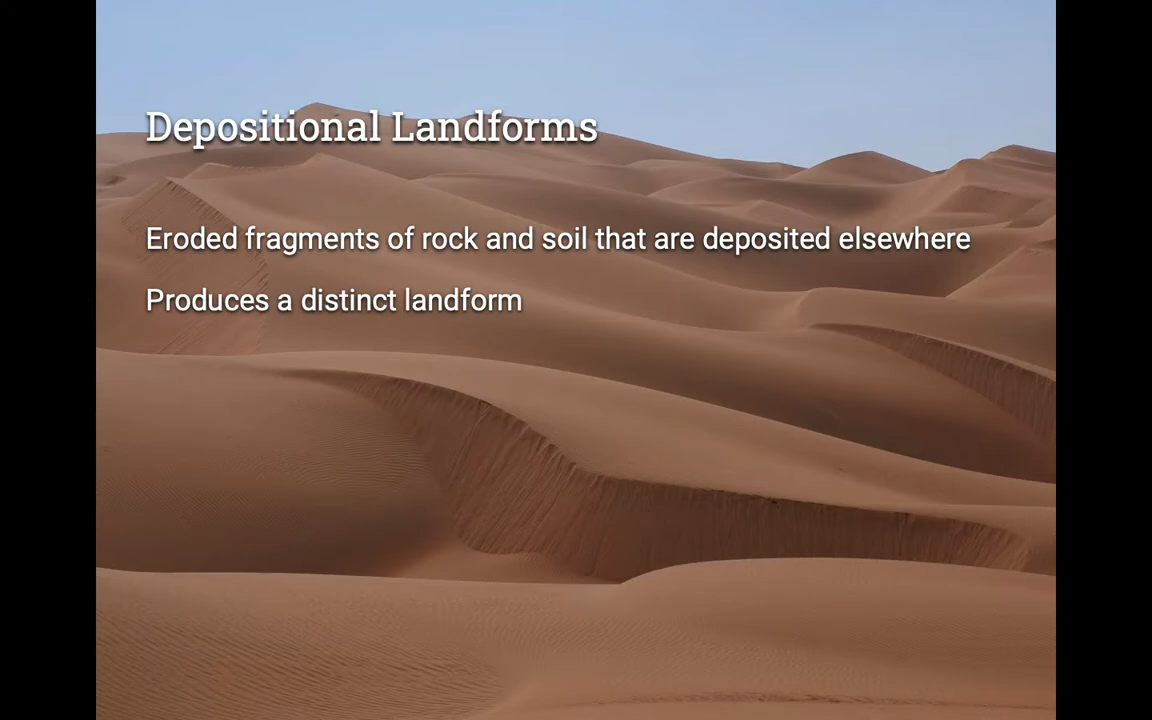 Depositional Landforms
Eroded fragments of rock and soil that are deposited elsewhere
Produces a distinct landform